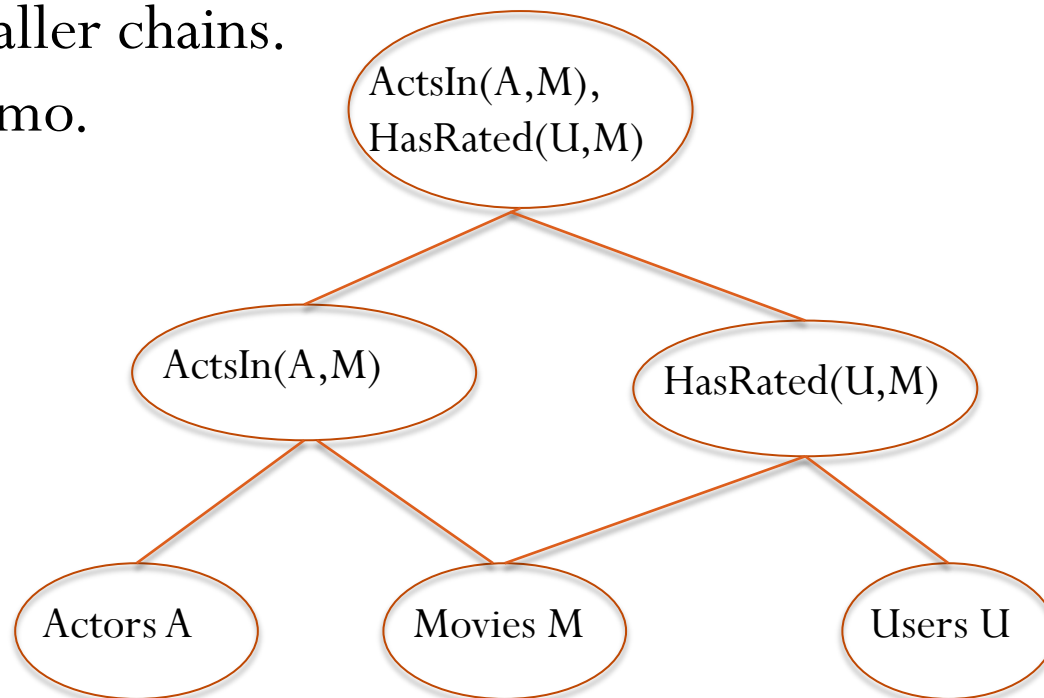 aller chains.
mo.
ActsIn(A,M),
HasRated(U,M)
ActsIn(A,M)
HasRated(U,M)
Actors A
Movies M
Users U